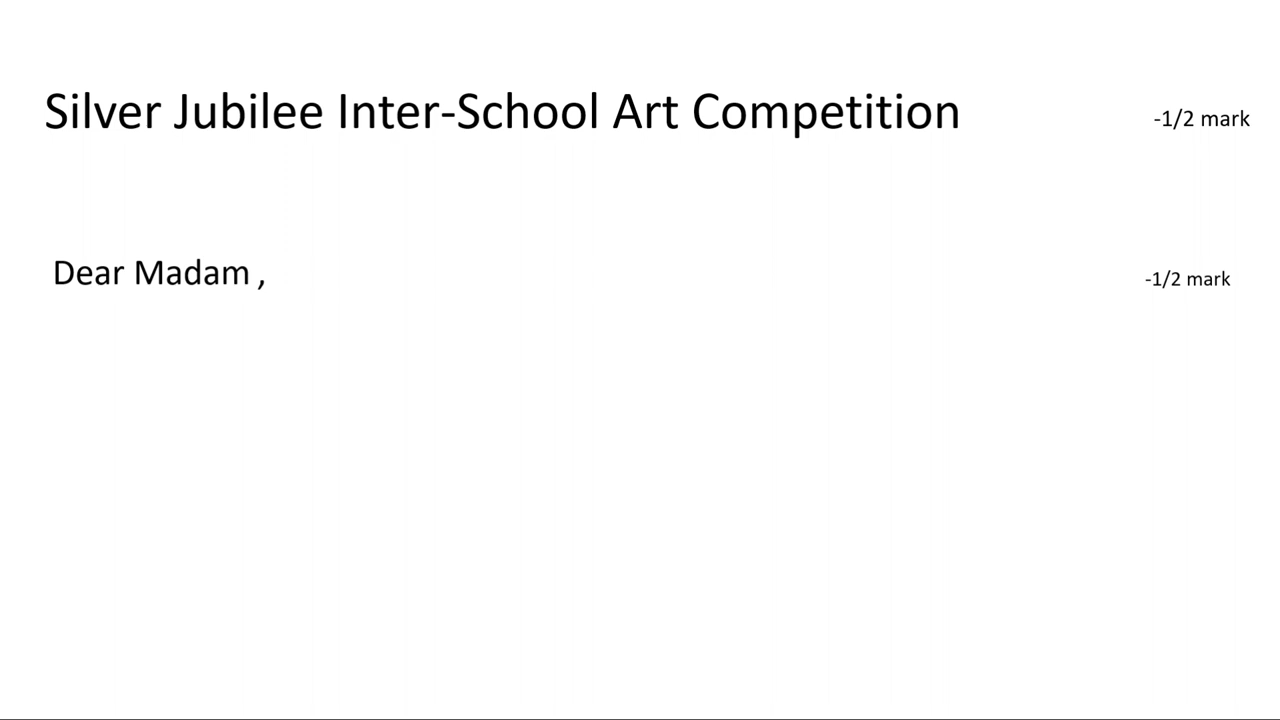 Silver Jubilee Inter-School Art Competition -1/2 mark
Dear Madam , -1/2 mark